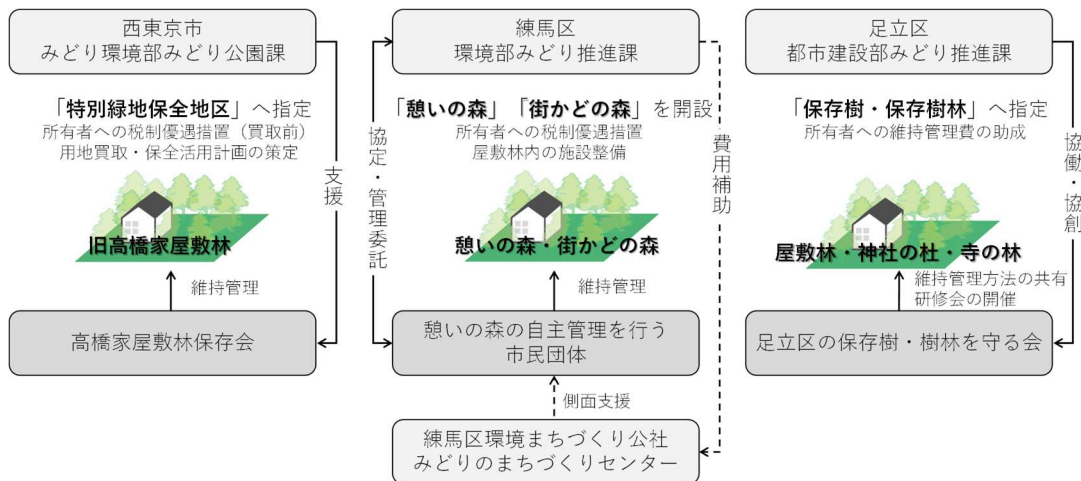 西東京市
みどり環境部みどり公園課
「特別緑地保全地区」へ指定
所有者への税制優遇措置（買取前）
用地買取・保全活用計画の策定
支援
旧高橋家屋敷林
維持管理
高橋家屋敷林保存会
練馬区
環境部みどり推進課
「憩いの森」「街かどの森」を開設
所有者への税制優遇措置
屋敷林内の施設整備
協定・管理委託
費用補助
憩いの森・街かどの森
維持管理
憩いの森の自主管理を行う
市民団体
側面支援
練馬区環境まちづくり公社
みどりのまちづくりセンター
足立区
都市建設部みどり推進課
「保存樹・保存樹林」へ指定
所有者への維持管理費の助成
協働・協創
屋敷林・神社の杜・寺の林
維持管理方法の共有
研修会の開催
足立区の保存樹・樹林を守る会